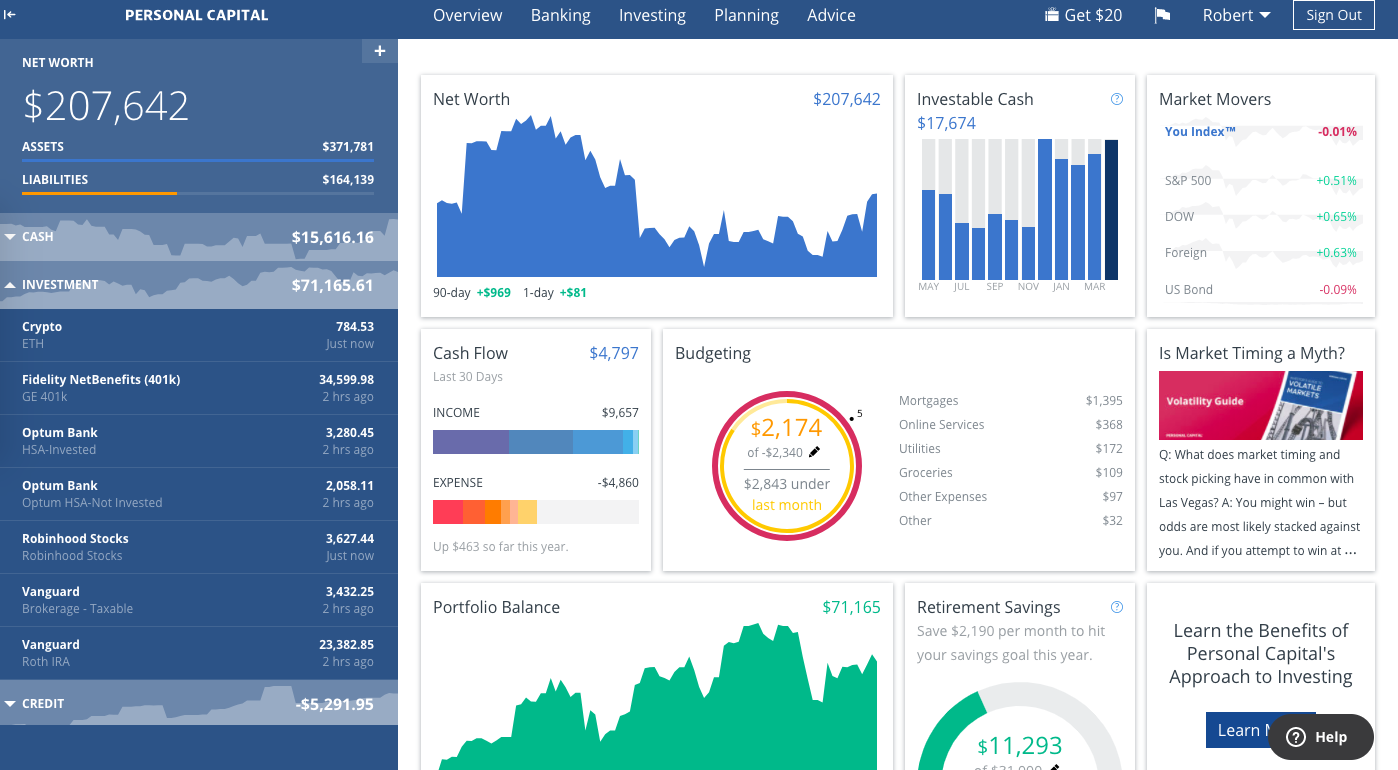 PERSONAL CAPITAL
Overview Banking Investing Planning Advice
Get $20
Robert
Sign Out
+
NET WORTH
$207,642
ASSETS $371,781
LIABILITIES $164,139
CASH $15,616.16
INVESTMENT $71,165.61
Crypto 784.53
ETH Just now
Fidelity NetBenefits (401k) 34,599.98
GE 401k 2 hrs ago
Optum Bank 3,280.45
HSA-Invested 2 hrs ago
Optum Bank 2,058.11
Optum HSA-Not Invested 2 hrs ago
Robinhood Stocks 3,627.44
Robinhood Stocks Just now
Vanguard 3,432.25
Brokerage - Taxable 2 hrs ago
Vanguard 23,382.85
Roth IRA 2 hrs ago
CREDIT -$5,291.95
Net Worth $207,642
90-day +$969 1-day +$81
Investable Cash ?
$17,674
MAY JUL SEP NOV JAN MAR
Market Movers
You Index™ -0.01%
S&P 500 +0.51%
DOW +0.65%
Foreign +0.63%
US Bond -0.09%
Cash Flow $4,797
Last 30 Days
INCOME $9,657
EXPENSE -$4,860
Up $463 so far this year.
Budgeting
$2,174
of -$2,340
$2,843 under
last month
5
Mortgages $1,395
Online Services $368
Utilities $172
Groceries $109
Other Expenses $97
Other $32
Is Market Timing a Myth?
Volatility Guide
PERSONAL CAPITAL
VOLATILE
MARKETS
Q: What does market timing and
stock picking have in common with
Las Vegas? A: You might win – but
odds are most likely stacked against
you. And if you attempt to win at ...
Portfolio Balance $71,165
Retirement Savings ?
Save $2,190 per month to hit
your savings goal this year.
$11,293
Learn the Benefits of
Personal Capital's
Approach to Investing
Learn
? Help